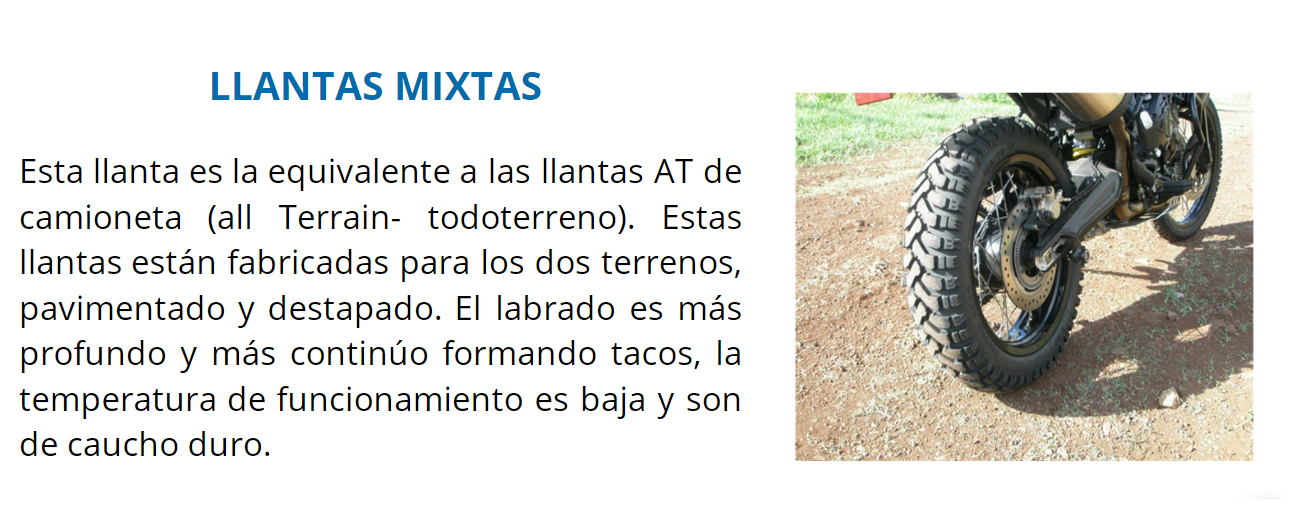 LLANTAS MIXTAS
Esta llanta es la equivalente a las llantas AT de
camioneta (all Terrain- todoterreno). Estas
llantas están fabricadas para los dos terrenos,
pavimentado y destapado. El labrado es más
profundo y más continúo formando tacos, la
temperatura de funcionamiento es baja y son
de caucho duro.